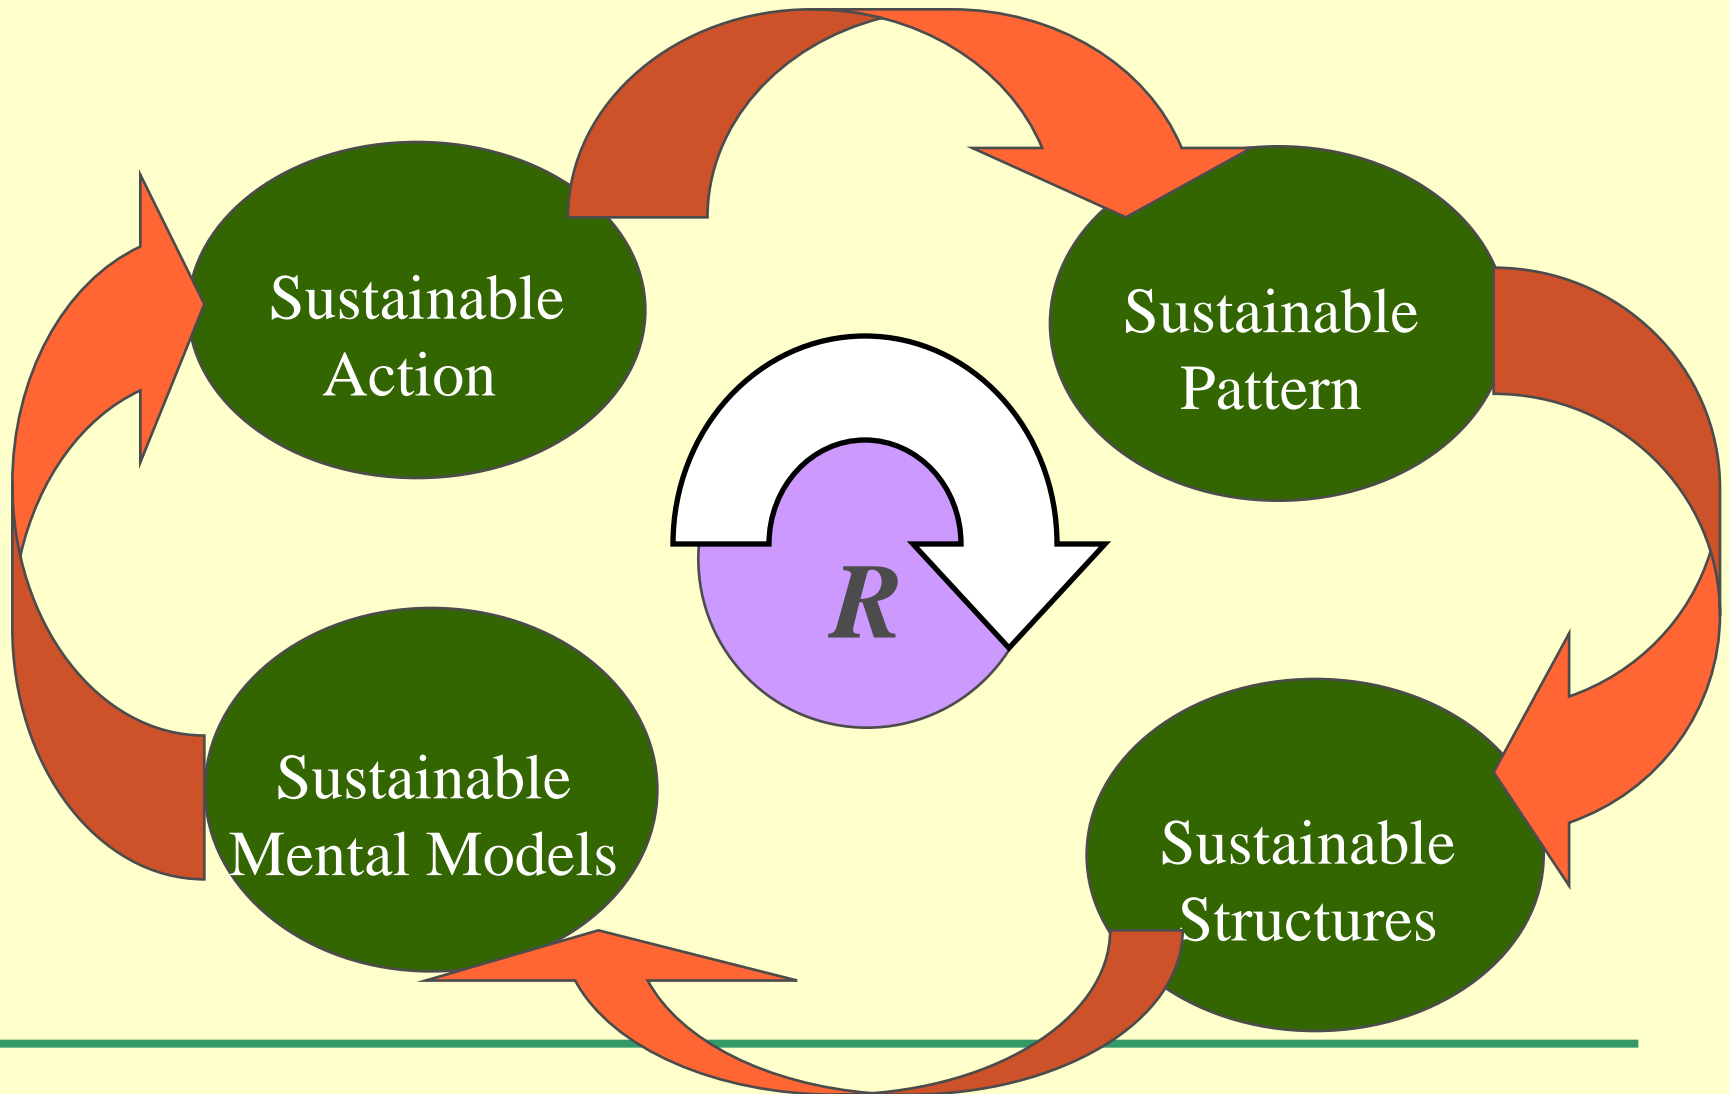 Sustainable
Action
Sustainable
Pattern
R
Sustainable
Mental Models
Sustainable
Structures